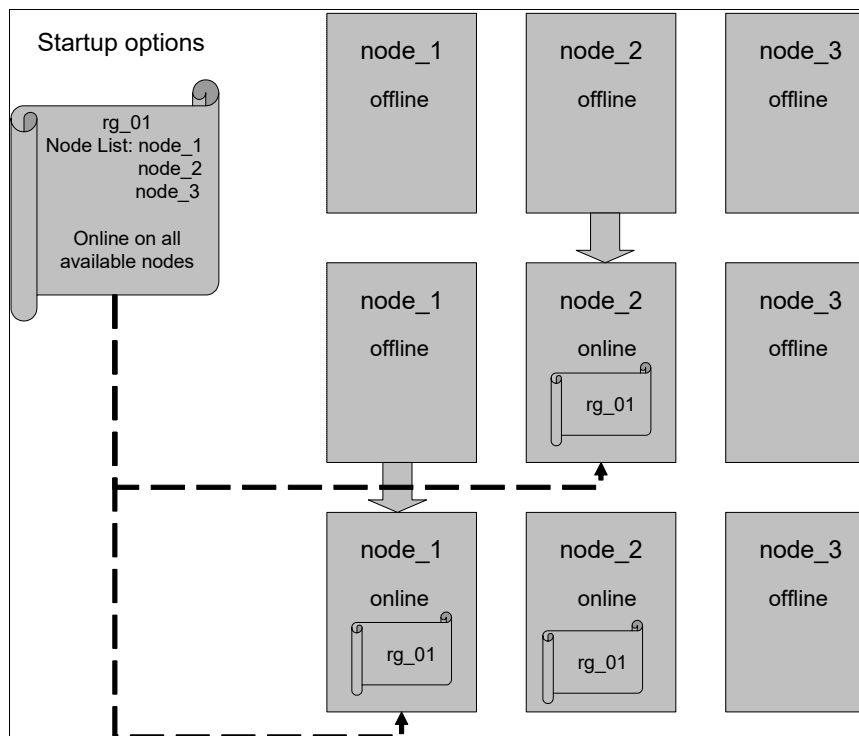 Startup options
rg_01
Node List: node_1
node_2
node_3
Online on all
available nodes
node_1
offline
node_2
offline
node_3
offline
node_1
offline
node_2
online
rg_01
node_3
offline
node_1
online
rg_01
node_2
online
rg_01
node_3
offline